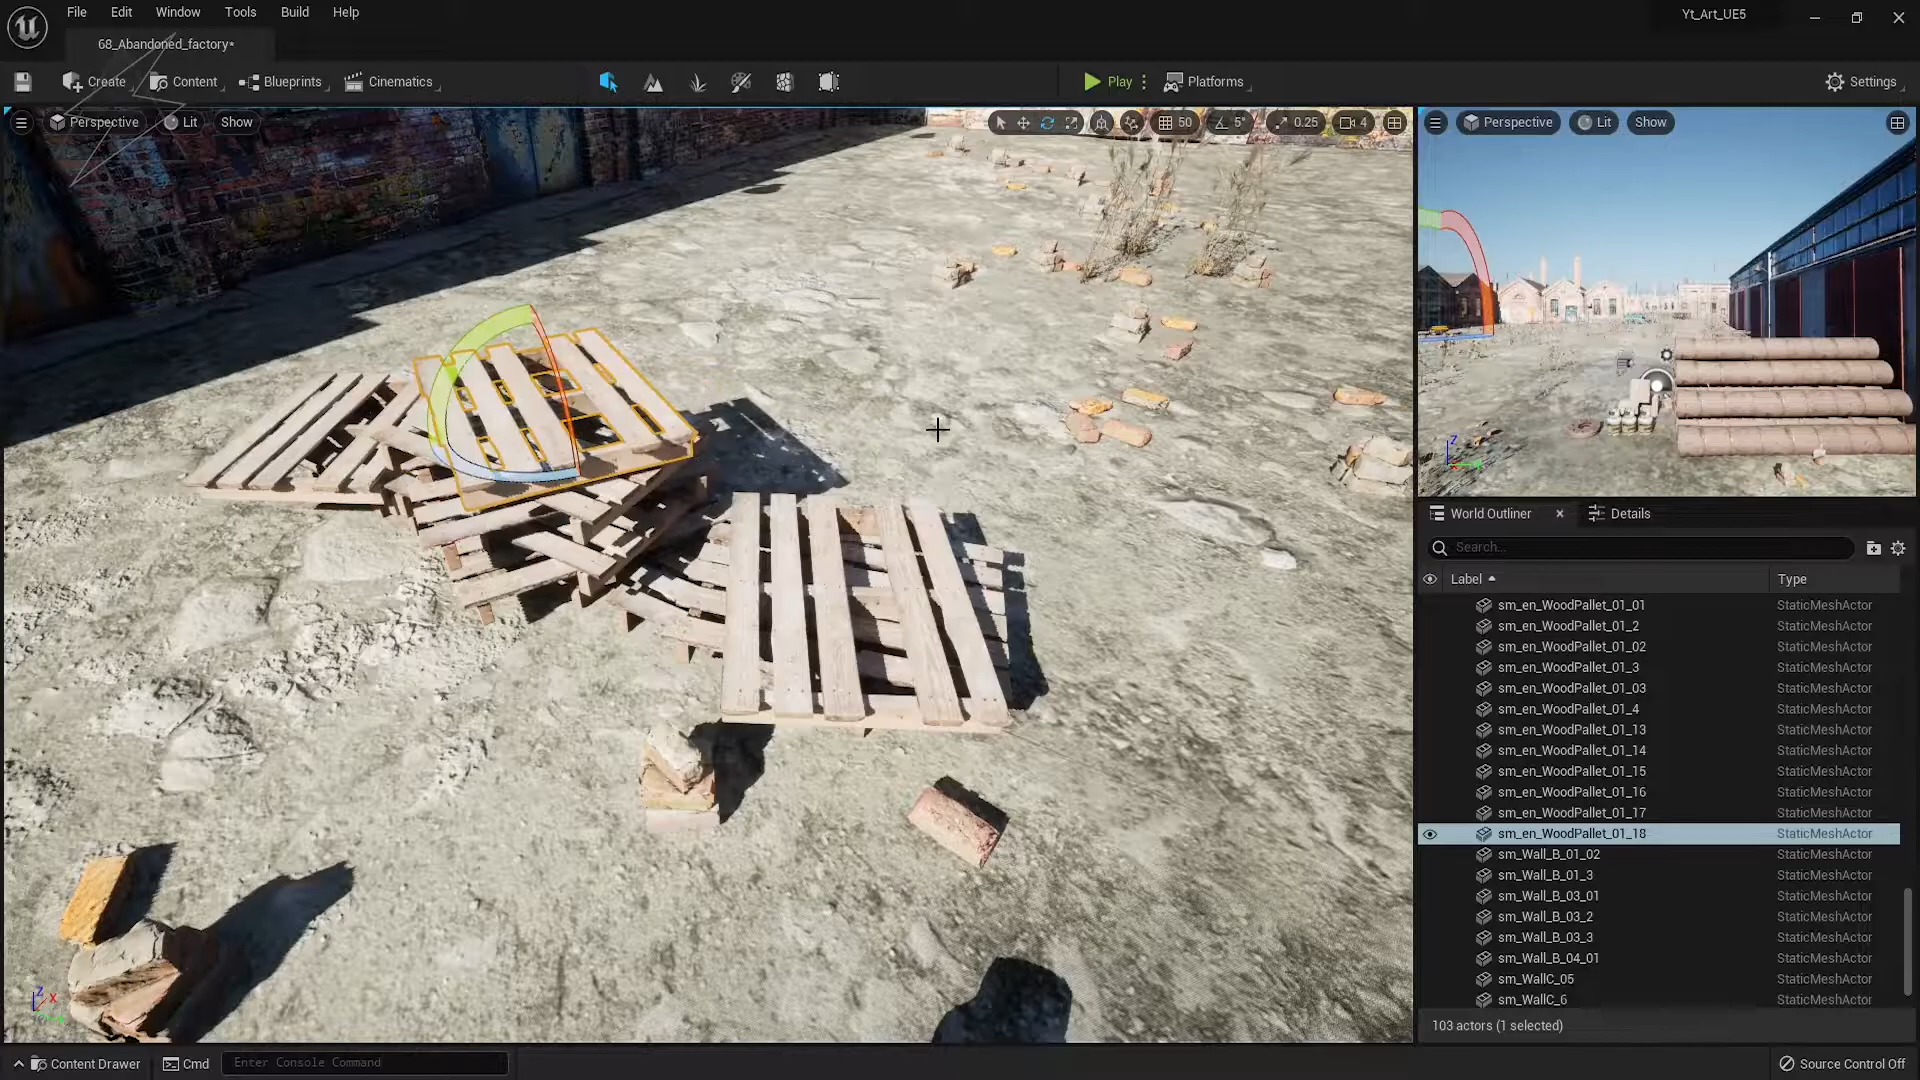 File Edit Window Tools Build Help
Yt_Art_UE5
68_Abandoned_factory*
Create Content Blueprints Cinematics Play Platforms Settings
Perspective Lit Show 50 5° 0.25 4
Perspective Lit Show
World Outliner Details
Search...
Label Type
sm_en_WoodPallet_01_01 StaticMeshActor
sm_en_WoodPallet_01_2 StaticMeshActor
sm_en_WoodPallet_01_02 StaticMeshActor
sm_en_WoodPallet_01_3 StaticMeshActor
sm_en_WoodPallet_01_03 StaticMeshActor
sm_en_WoodPallet_01_4 StaticMeshActor
sm_en_WoodPallet_01_13 StaticMeshActor
sm_en_WoodPallet_01_14 StaticMeshActor
sm_en_WoodPallet_01_15 StaticMeshActor
sm_en_WoodPallet_01_16 StaticMeshActor
sm_en_WoodPallet_01_17 StaticMeshActor
sm_en_WoodPallet_01_18 StaticMeshActor
sm_Wall_B_01_02 StaticMeshActor
sm_Wall_B_01_3 StaticMeshActor
sm_Wall_B_03_01 StaticMeshActor
sm_Wall_B_03_2 StaticMeshActor
sm_Wall_B_03_3 StaticMeshActor
sm_Wall_B_04_01 StaticMeshActor
sm_WallC_05 StaticMeshActor
sm_WallC_6 StaticMeshActor
103 actors (1 selected)
Content Drawer Cmd Enter Console Command Source Control Off